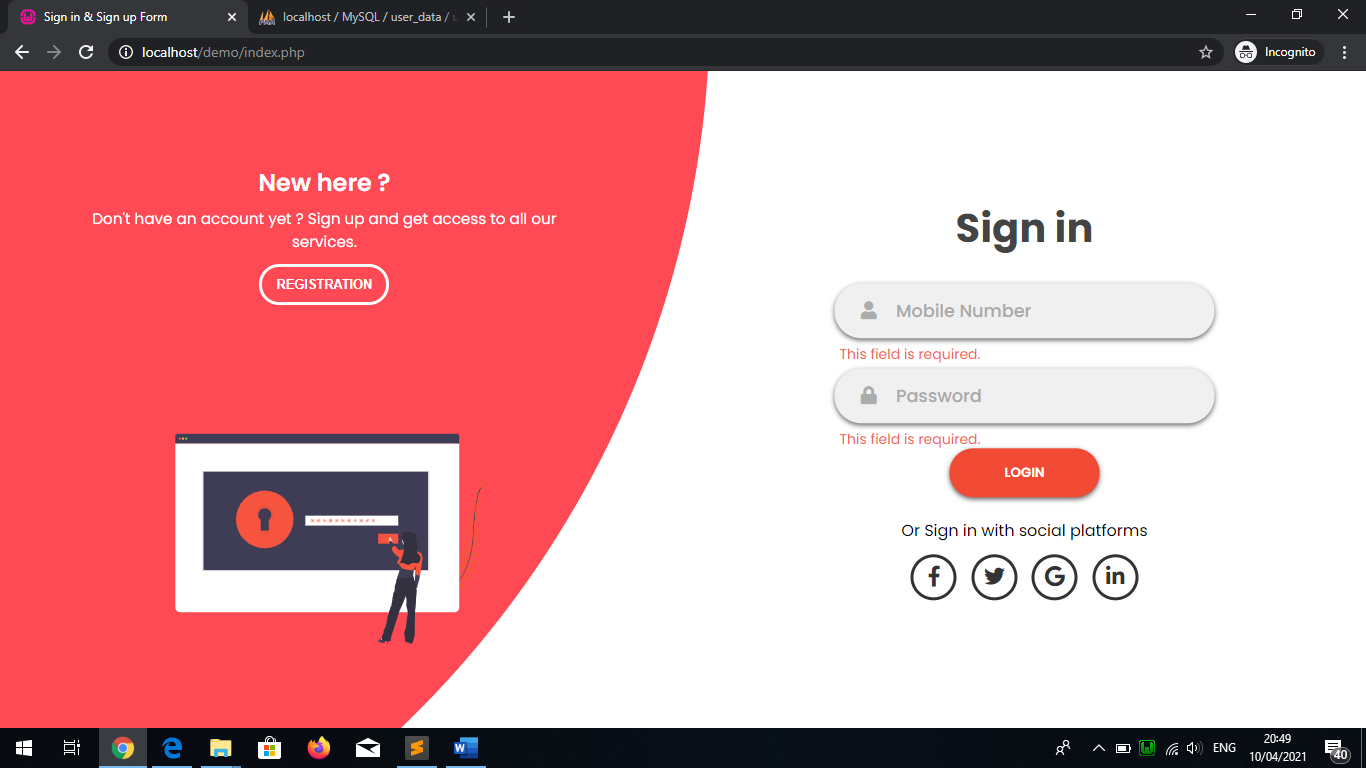 Sign in & Sign up Form
localhost / MySQL / user_data /
localhost/demo/index.php
Incognito
New here ?
Don't have an account yet ? Sign up and get access to all our
services.
REGISTRATION
Sign in
Mobile Number
This field is required.
Password
This field is required.
LOGIN
Or Sign in with social platforms
ENG
20:49
10/04/2021
40